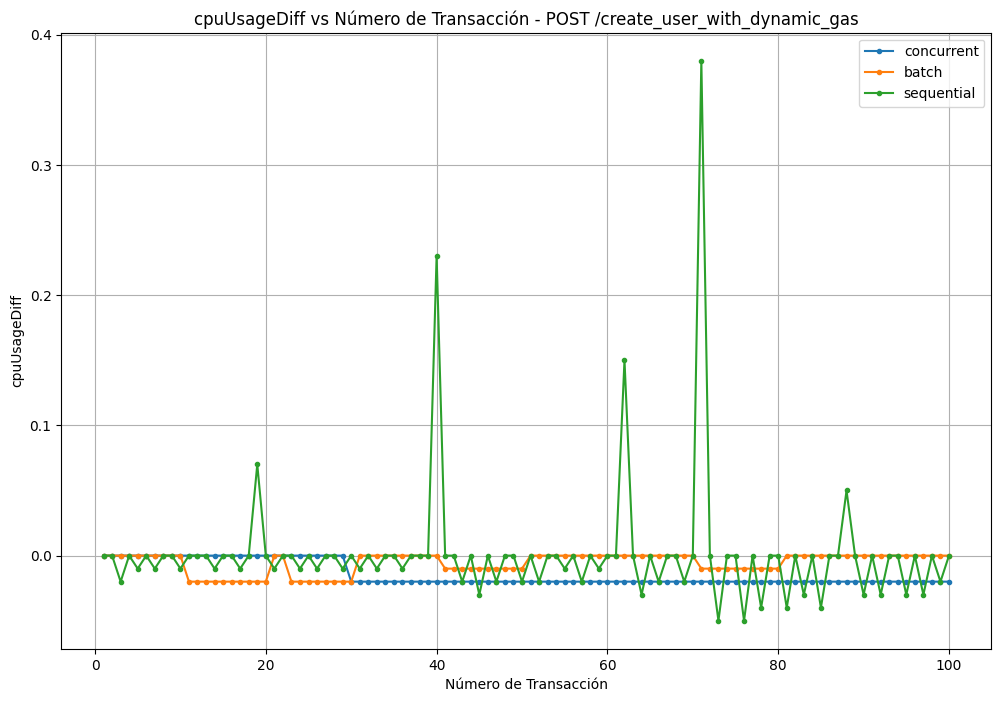 cpuUsageDiff vs Número de Transacción - POST /create_user_with_dynamic_gas
concurrent
batch
sequential
cpuUsageDiff
0.4
0.3
0.2
0.1
0.0
0
20
40
60
80
100
Número de Transacción